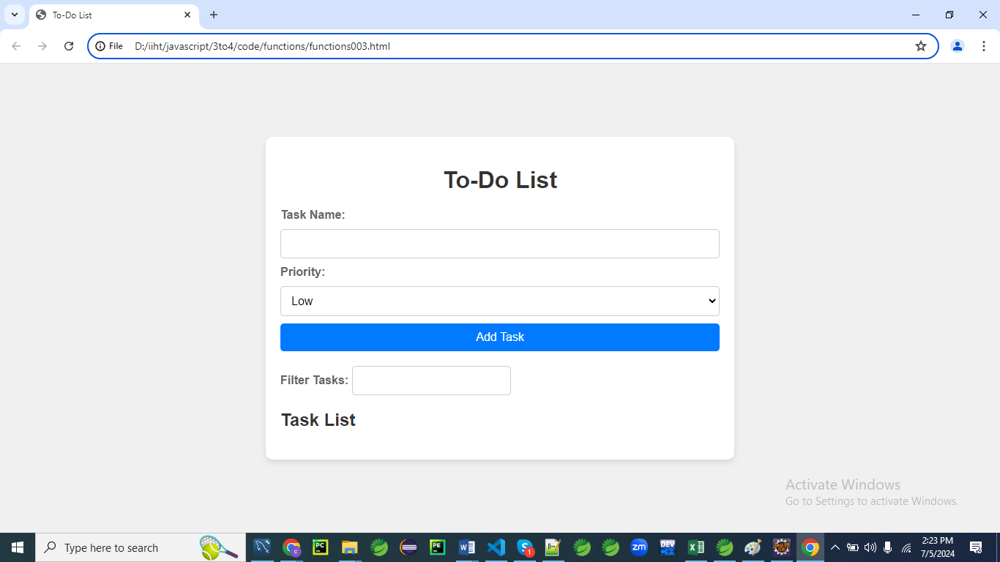 To-Do List
File D:/iiht/javascript/3to4/code/functions/functions003.html
To-Do List
Task Name:
Priority:
Low
Add Task
Filter Tasks:
Task List
Activate Windows
Go to Settings to activate Windows.
Type here to search
C
PC
PE
W
S
1
zm
DEV
X
2:23 PM
7/5/2024